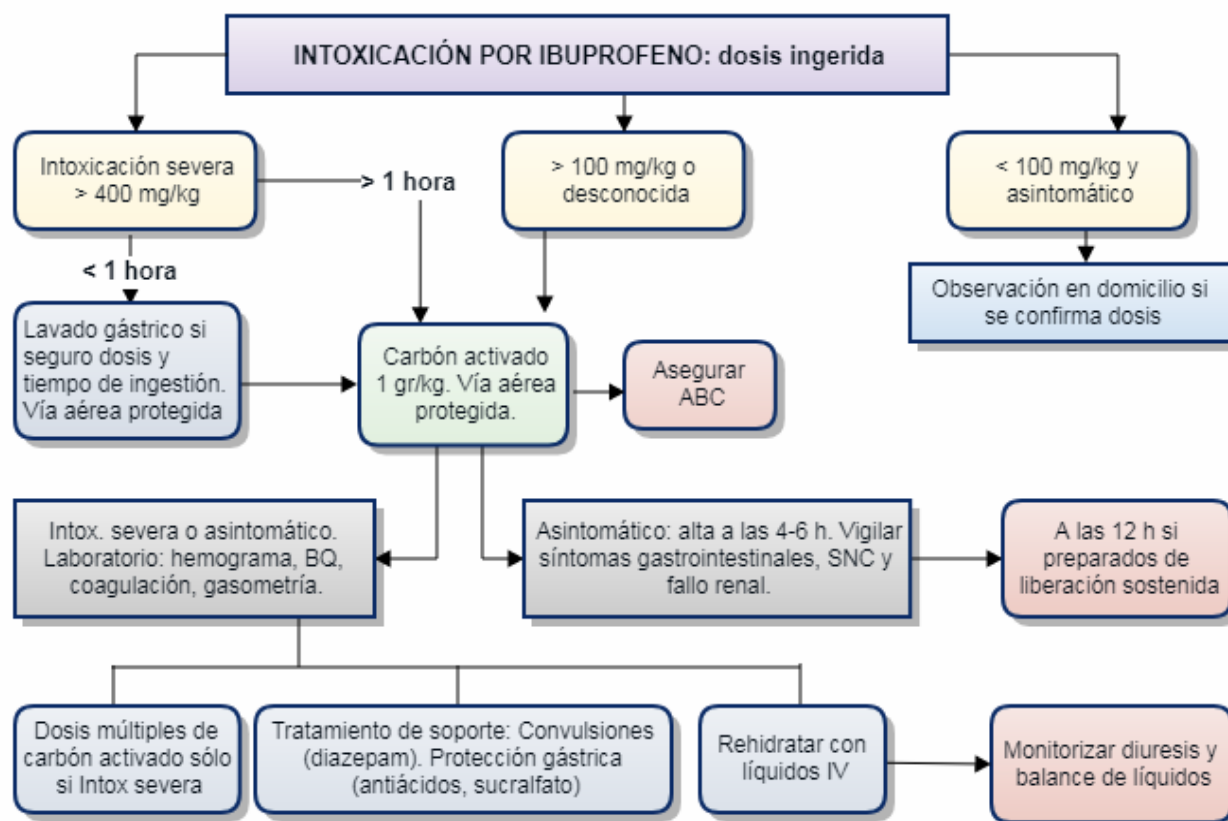 INTOXICACIÓN POR IBUPROFENO: dosis ingerida
Intoxicación severa
> 400 mg/kg
> 1 hora
> 100 mg/kg o
desconocida
< 100 mg/kg y
asintomático
< 1 hora
Observación en domicilio si
se confirma dosis
Lavado gástrico si
seguro dosis y
tiempo de ingestión.
Vía aérea protegida
Carbón activado
1 gr/kg. Vía aérea
protegida.
Asegurar
ABC
Intox. severa o asintomático.
Laboratorio: hemograma, BQ,
coagulación, gasometría.
Asintomático: alta a las 4-6 h. Vigilar
síntomas gastrointestinales, SNC y
fallo renal.
A las 12 h si
preparados de
liberación sostenida
Dosis múltiples de
carbón activado sólo
si Intox severa
Tratamiento de soporte: Convulsiones
(diazepam). Protección gástrica
(antiácidos, sucralfato)
Rehidratar con
líquidos IV
Monitorizar diuresis y
balance de líquidos